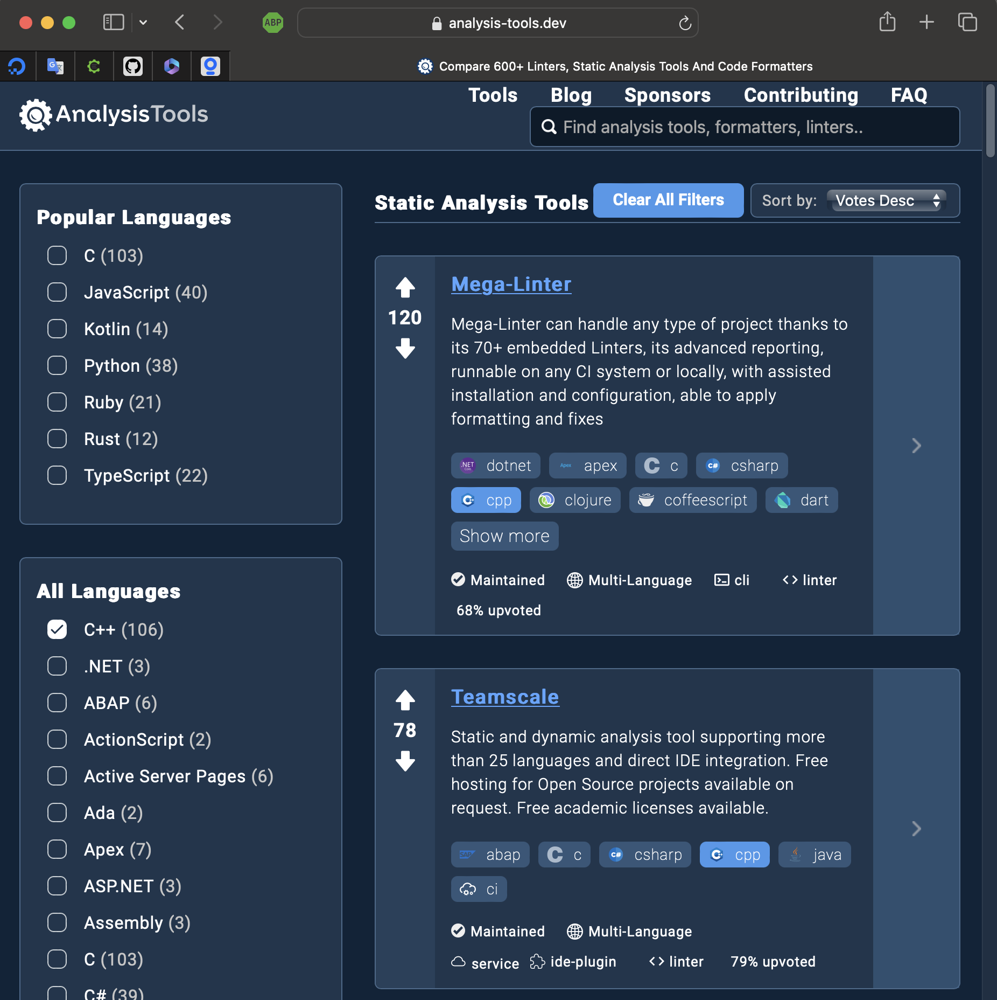 ABP
analysis-tools.dev
Compare 600+ Linters, Static Analysis Tools And Code Formatters
AnalysisTools
Tools Blog Sponsors Contributing FAQ
Find analysis tools, formatters, linters..
Popular Languages
C (103)
JavaScript (40)
Kotlin (14)
Python (38)
Ruby (21)
Rust (12)
TypeScript (22)
All Languages
C++ (106)
.NET (3)
ABAP (6)
ActionScript (2)
Active Server Pages (6)
Ada (2)
Apex (7)
ASP.NET (3)
Assembly (3)
C (103)
C# (39)
Static Analysis Tools
Clear All Filters
Sort by: Votes Desc
120
Mega-Linter
Mega-Linter can handle any type of project thanks to
its 70+ embedded Linters, its advanced reporting,
runnable on any CI system or locally, with assisted
installation and configuration, able to apply
formatting and fixes
.NET Core dotnet Apex apex C c C# csharp
C++ cpp clojure coffeescript dart
Show more
Maintained Multi-Language cli <> linter
68% upvoted
78
Teamscale
Static and dynamic analysis tool supporting more
than 25 languages and direct IDE integration. Free
hosting for Open Source projects available on
request. Free academic licenses available.
SAP abap C c C# csharp C++ cpp java
ci
Maintained Multi-Language
service ide-plugin <> linter 79% upvoted